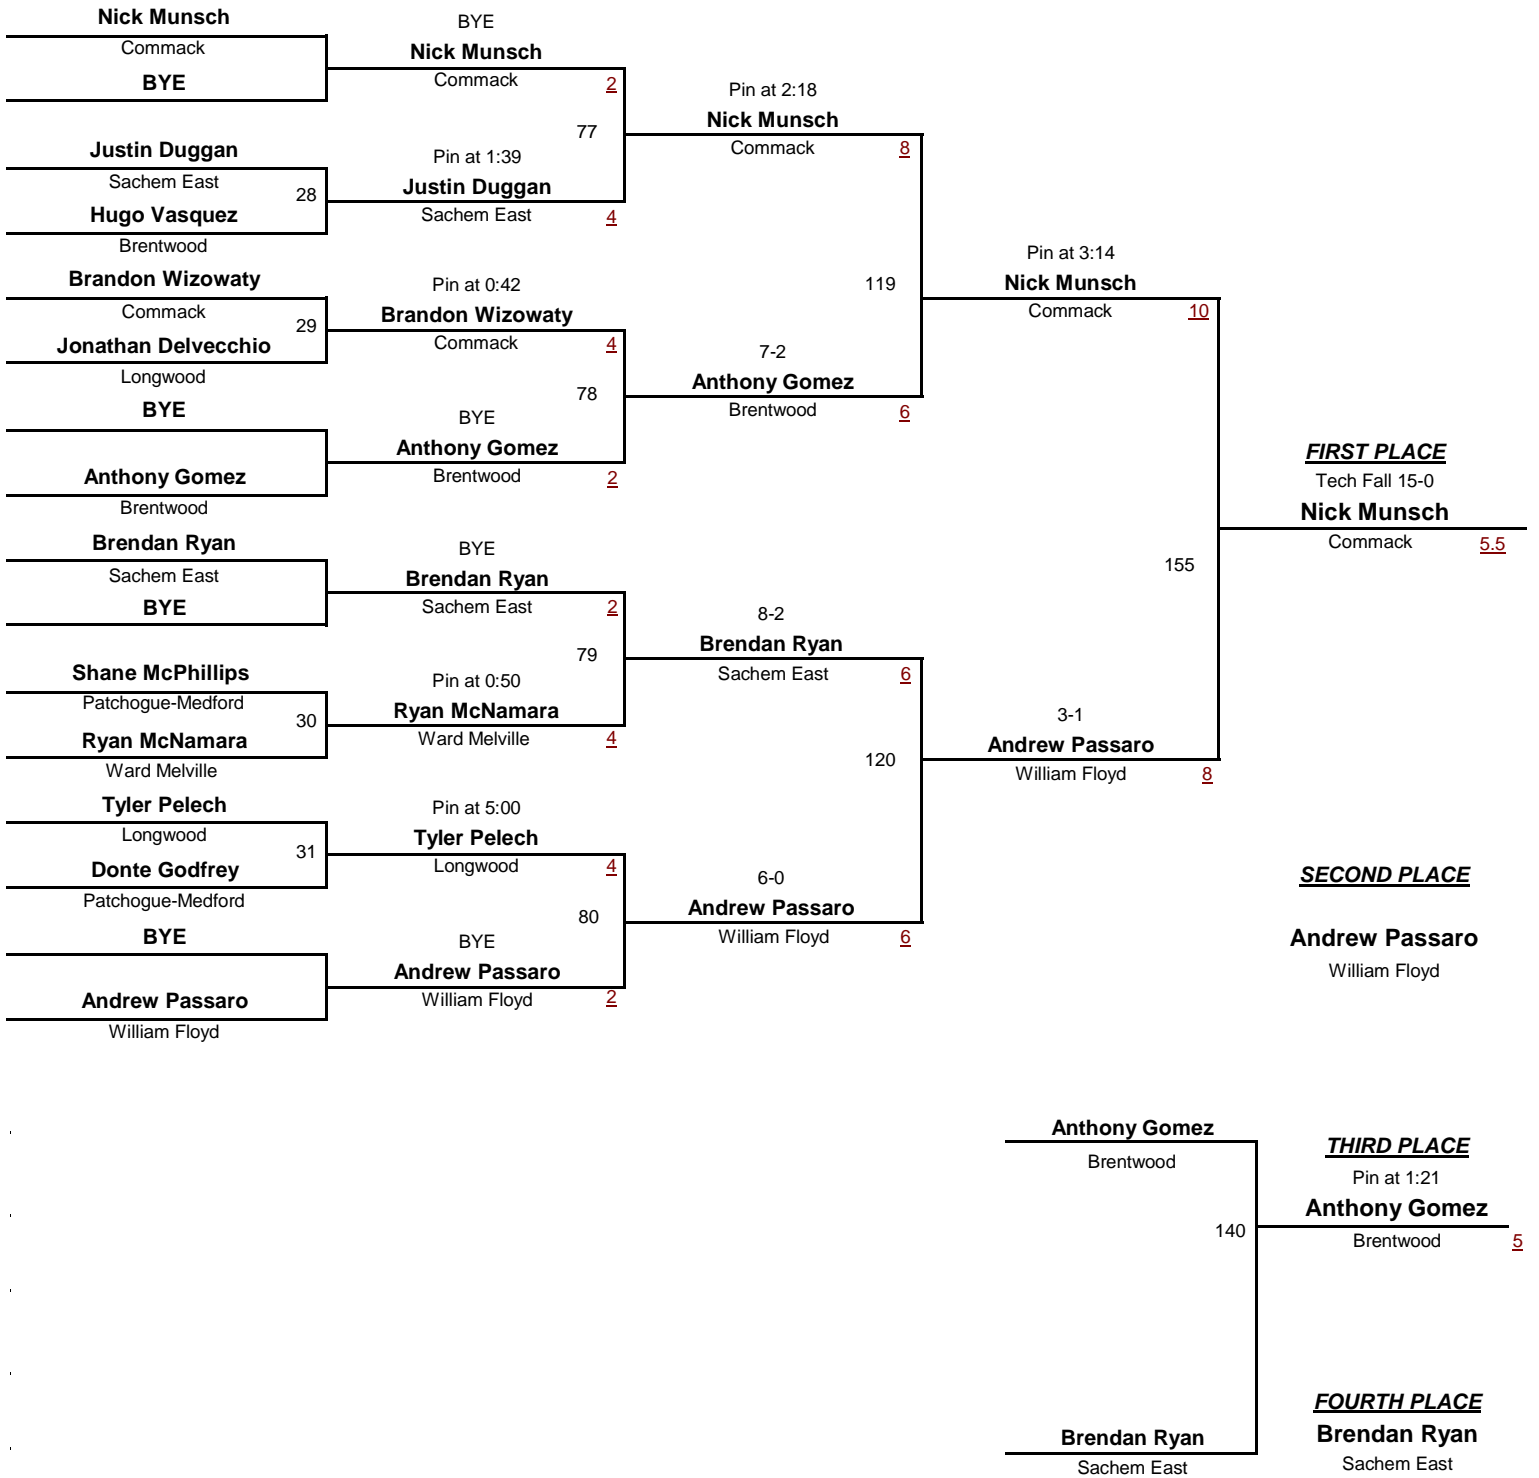 Nick Munsch
Commack
BYE
Justin Duggan
Sachem East
28
Hugo Vasquez
Brentwood
Brandon Wizowaty
Commack
29
Jonathan Delvecchio
Longwood
BYE
Anthony Gomez
Brentwood
Brendan Ryan
Sachem East
BYE
Shane McPhillips
Patchogue-Medford
30
Ryan McNamara
Ward Melville
Tyler Pelech
Longwood
31
Donte Godfrey
Patchogue-Medford
BYE
Andrew Passaro
William Floyd
BYE
Nick Munsch
Commack 2
77
Pin at 1:39
Justin Duggan
Sachem East 4
Pin at 0:42
Brandon Wizowaty
Commack 4
78
BYE
Anthony Gomez
Brentwood 2
BYE
Brendan Ryan
Sachem East 2
79
Pin at 0:50
Ryan McNamara
Ward Melville 4
Pin at 5:00
Tyler Pelech
Longwood 4
80
BYE
Andrew Passaro
William Floyd 2
Pin at 2:18
Nick Munsch
Commack 8
119
7-2
Anthony Gomez
Brentwood 6
8-2
Brendan Ryan
Sachem East 6
120
6-0
Andrew Passaro
William Floyd 6
Pin at 3:14
Nick Munsch
Commack 10
155
3-1
Andrew Passaro
William Floyd 8
FIRST PLACE
Tech Fall 15-0
Nick Munsch
Commack 5.5
SECOND PLACE
Andrew Passaro
William Floyd
Anthony Gomez
Brentwood
140
Brendan Ryan
Sachem East
THIRD PLACE
Pin at 1:21
Anthony Gomez
Brentwood 5
FOURTH PLACE
Brendan Ryan
Sachem East